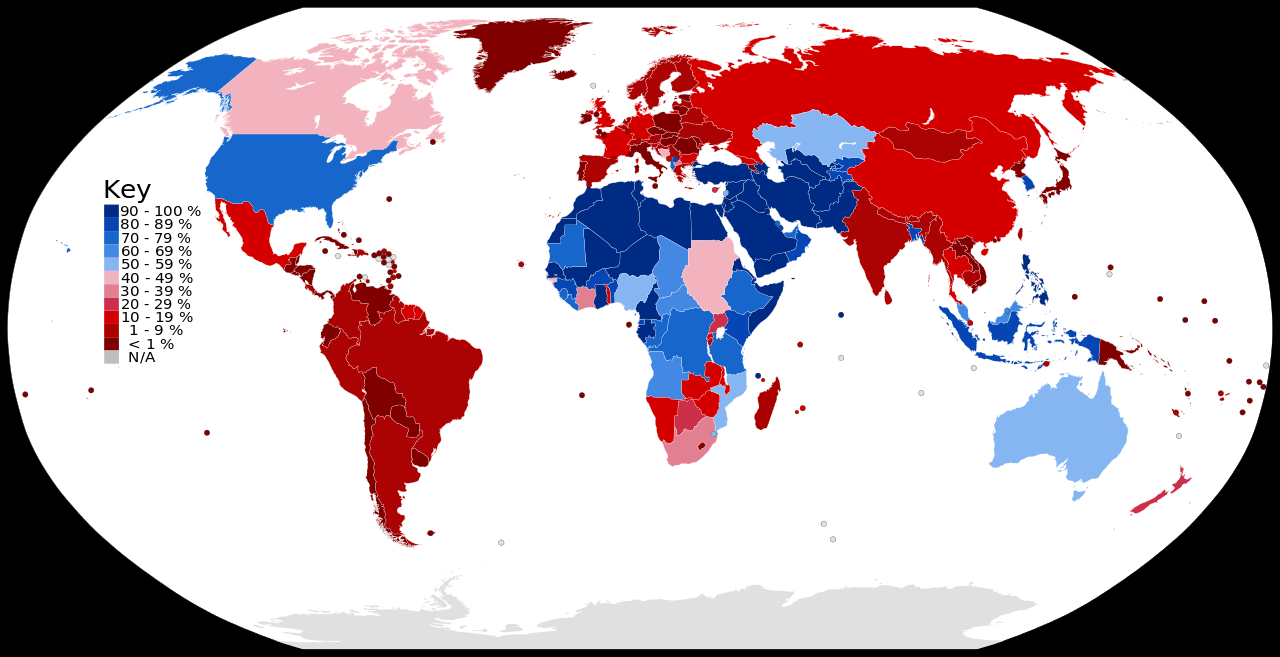 Key
90 - 100 %
80 - 89 %
70 - 79 %
60 - 69 %
50 - 59 %
40 - 49 %
30 - 39 %
20 - 29 %
10 - 19 %
1 - 9 %
< 1 %
N/A